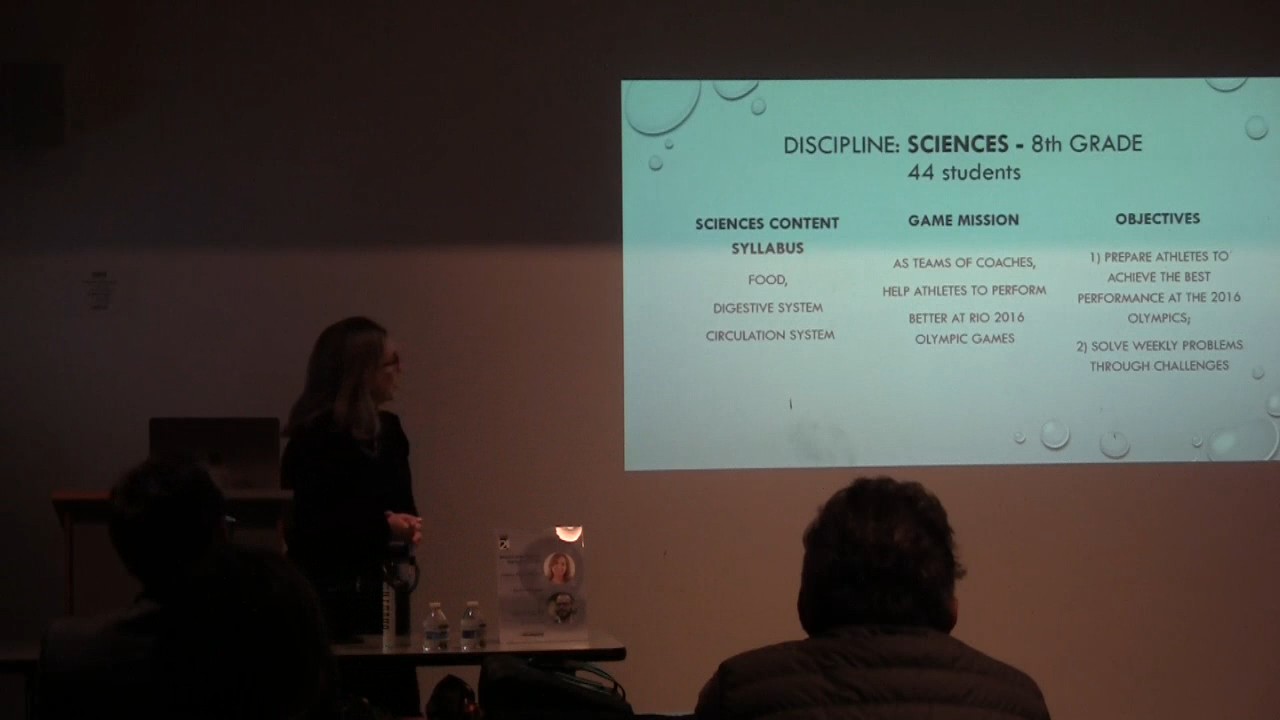 DISCIPLINE: SCIENCES - 8th GRADE
44 students
SCIENCES CONTENT
SYLLABUS
FOOD,
DIGESTIVE SYSTEM
CIRCULATION SYSTEM
GAME MISSION
AS TEAMS OF COACHES,
HELP ATHLETES TO PERFORM
BETTER AT RIO 2016
OLYMPIC GAMES
OBJECTIVES
1) PREPARE ATHLETES TO
ACHIEVE THE BEST
PERFORMANCE AT THE 2016
OLYMPICS;
2) SOLVE WEEKLY PROBLEMS
THROUGH CHALLENGES